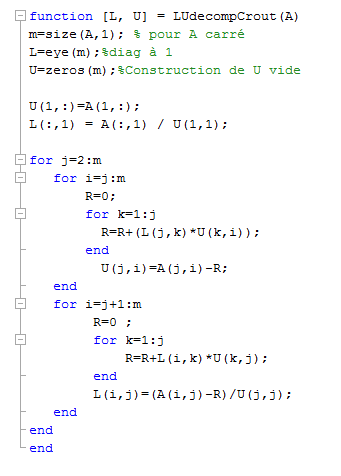 function [L, U] = LUdecompCrout(A)
m=size(A,1); % pour A carré
L=eye(m);%diag à 1
U=zeros(m);%Construction de U vide
U(1,:)=A(1,:);
L(:,1) = A(:,1) / U(1,1);
for j=2:m
for i=j:m
R=0;
for k=1:j
R=R+(L(j,k)*U(k,i));
end
U(j,i)=A(j,i)-R;
end
for i=j+1:m
R=0 ;
for k=1:j
R=R+L(i,k)*U(k,j);
end
L(i,j)=(A(i,j)-R)/U(j,j);
end
end
end